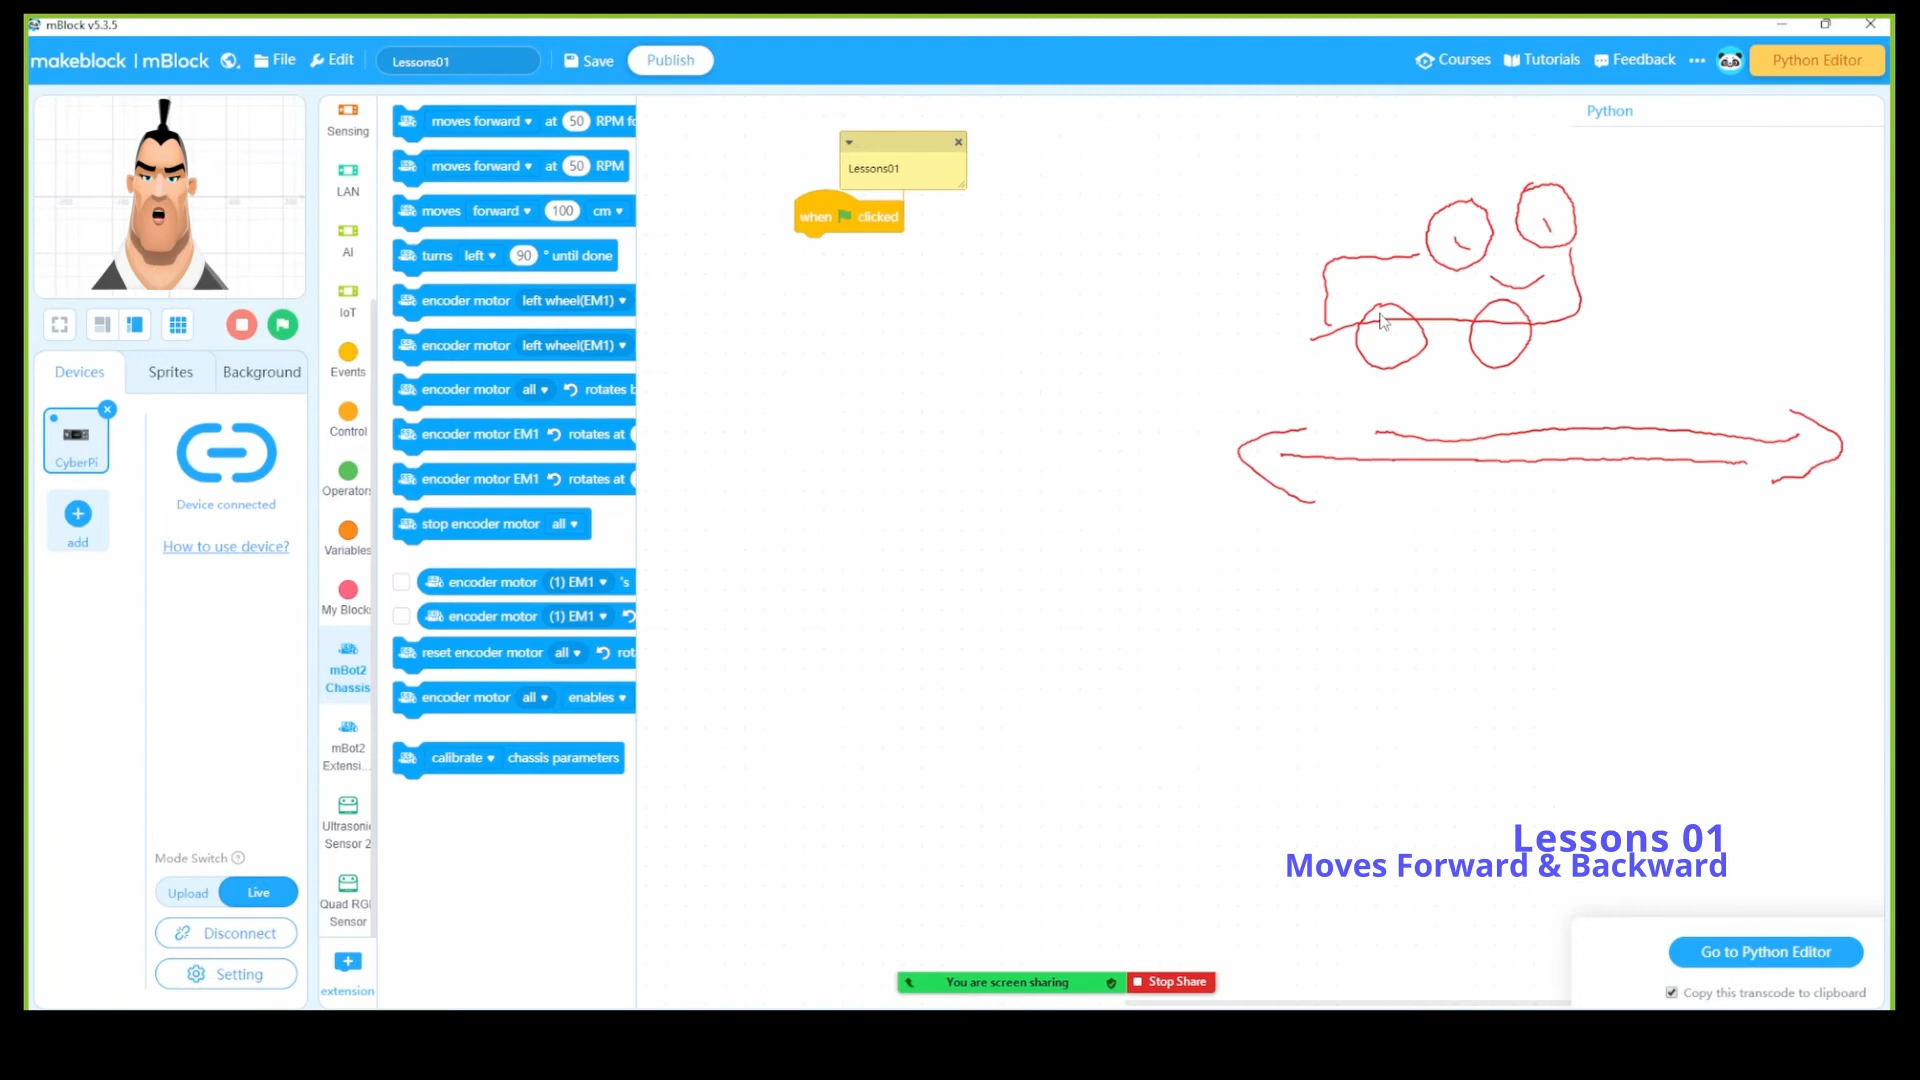 mBlock v5.3.5
makeblock | mBlock
File
Edit
Lessons01
Save
Publish
Courses
Tutorials
Feedback
Python Editor
Devices
Sprites
Background
CyberPi
add
Device connected
How to use device?
Mode Switch
Upload
Live
Disconnect
Setting
Sensing
LAN
AI
IoT
Events
Control
Operators
Variables
My Blocks
mBot2
Chassis
mBot2
Extensi...
Ultrasonic
Sensor 2
Quad RGB
Sensor
extension
moves forward at 50 RPM fo
moves forward at 50 RPM
moves forward 100 cm
turns left 90 ° until done
encoder motor left wheel(EM1)
encoder motor left wheel(EM1)
encoder motor all rotates b
encoder motor EM1 rotates at
encoder motor EM1 rotates at
stop encoder motor all
encoder motor (1) EM1 's
encoder motor (1) EM1
reset encoder motor all rot
encoder motor all enables
calibrate chassis parameters
Lessons01
when clicked
Python
Lessons 01
Moves Forward & Backward
You are screen sharing
Stop Share
Go to Python Editor
Copy this transcode to clipboard